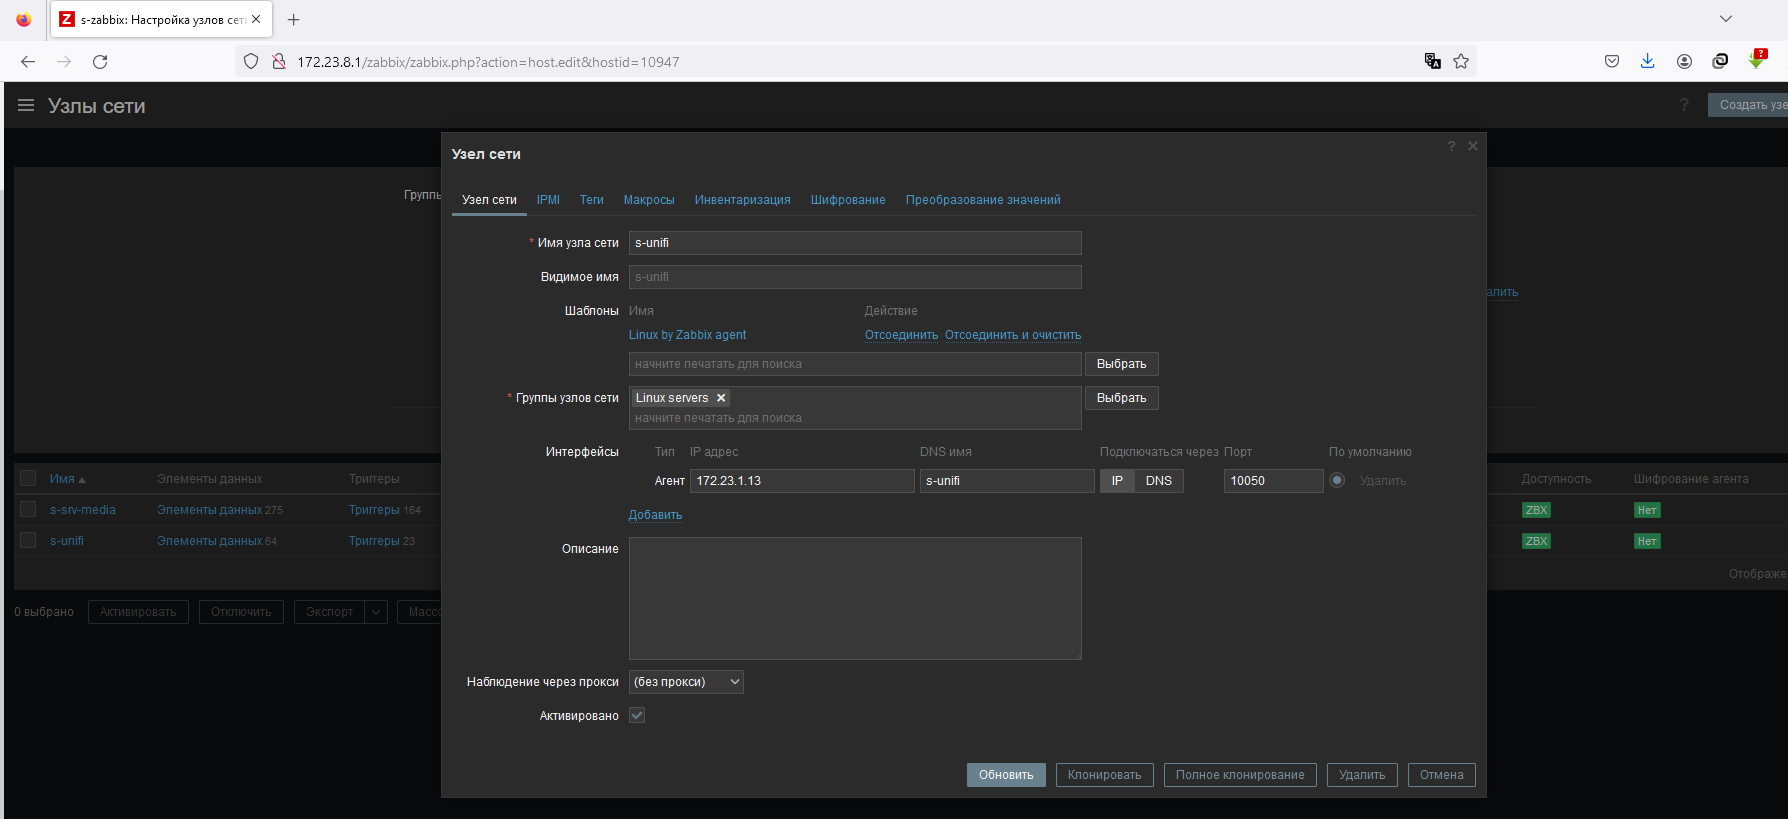 s-zabbix: Настройка узлов сет
172.23.8.1/zabbix/zabbix.php?action=host.edit&hostid=10947
Узлы сети
?
Создать узе
Узел сети
?
Группы
Узел сети IPMI Теги Макросы Инвентаризация Шифрование Преобразование значений
* Имя узла сети s-unifi
Видимое имя s-unifi
алить
Шаблоны Имя Действие
Linux by Zabbix agent Отсоединить Отсоединить и очистить
начните печатать для поиска Выбрать
* Группы узлов сети Linux servers Выбрать
начните печатать для поиска
Интерфейсы Тип IP адрес DNS имя Подключаться через Порт По умолчанию
Агент 172.23.1.13 s-unifi IP DNS 10050 Удалить
Добавить
Имя Элементы данных Триггеры Доступность Шифрование агента
s-srv-media Элементы данных 275 Триггеры 164 ZBX Нет
s-unifi Элементы данных 64 Триггеры 23 ZBX Нет
Отображе
0 выбрано Активировать Отключить Экспорт Массо
Описание
Наблюдение через прокси (без прокси)
Активировано
Обновить Клонировать Полное клонирование Удалить Отмена